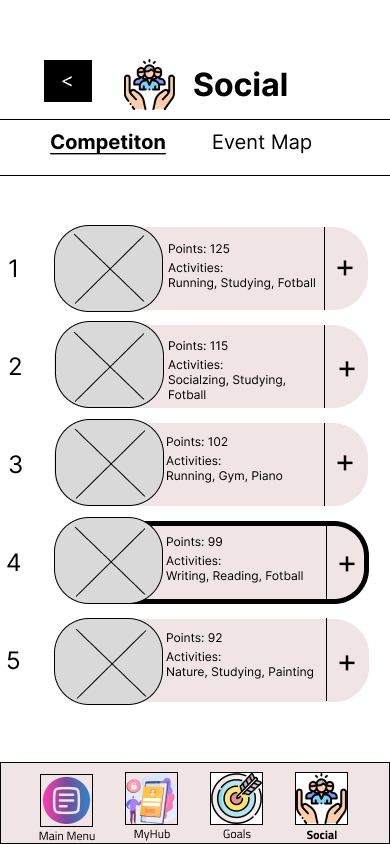 <
Social
Competiton
Event Map
1
Points: 125
Activities:
Running, Studying, Fotball
+
2
Points: 115
Activities:
Socialzing, Studying,
Fotball
+
3
Points: 102
Activities:
Running, Gym, Piano
+
4
Points: 99
Activities:
Writing, Reading, Fotball
+
5
Points: 92
Activities:
Nature, Studying, Painting
+
Main Menu
MyHub
Goals
Social